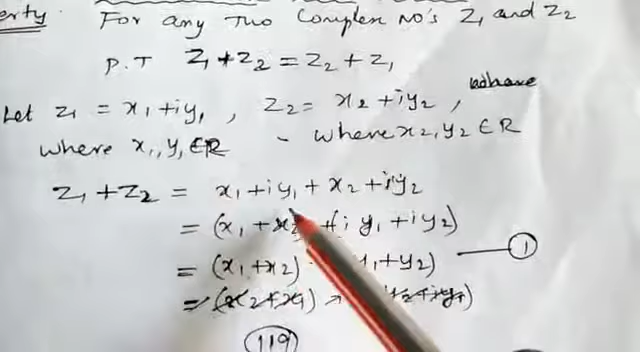 erty. For any Two Complex No's Z1 and Z2
P.T Z1 + Z2 = Z2 + Z1
Let Z1 = x1 + iy1 , Z2 = x2 + iy2 , where
where x1, y1 ∈ R - where x2, y2 ∈ R
Z1 + Z2 = x1 + iy1 + x2 + iy2
= (x1 + x2) + (iy1 + iy2)
= (x1 + x2) y1 + y2) — 1
= (x2 + x1)
119